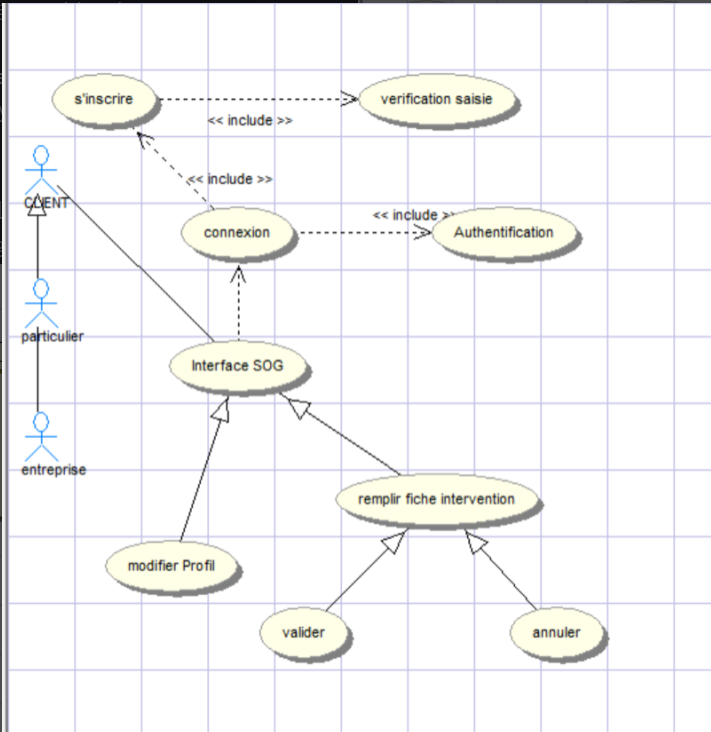 s'inscrire
verification saisie
<< include >>
<< include >>
CLIENT
<< include >>
connexion
Authentification
particulier
Interface SOG
entreprise
remplir fiche intervention
modifier Profil
valider
annuler